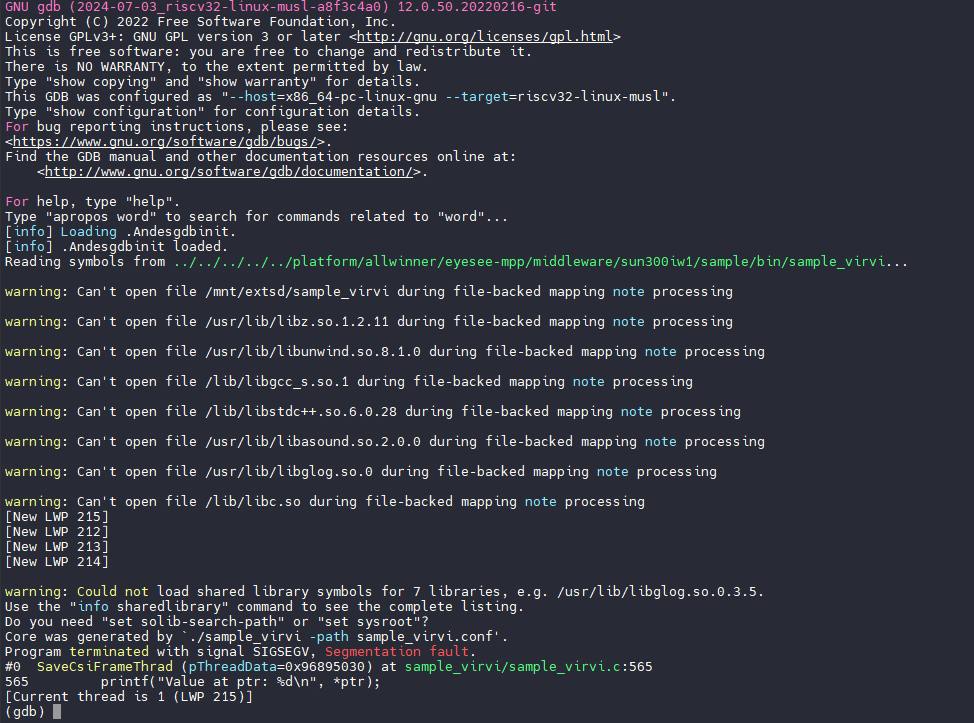 GNU gdb (2024-07-03_riscv32-linux-musl-a8f3c4a0) 12.0.50.20220216-git
Copyright (C) 2022 Free Software Foundation, Inc.
License GPLv3+: GNU GPL version 3 or later <http://gnu.org/licenses/gpl.html>
This is free software: you are free to change and redistribute it.
There is NO WARRANTY, to the extent permitted by law.
Type "show copying" and "show warranty" for details.
This GDB was configured as "--host=x86_64-pc-linux-gnu --target=riscv32-linux-musl".
Type "show configuration" for configuration details.
For bug reporting instructions, please see:
<https://www.gnu.org/software/gdb/bugs/>.
Find the GDB manual and other documentation resources online at:
    <http://www.gnu.org/software/gdb/documentation/>.

For help, type "help".
Type "apropos word" to search for commands related to "word"...
[info] Loading .Andesgdbinit.
[info] .Andesgdbinit loaded.
Reading symbols from ../../../../../platform/allwinner/eyesee-mpp/middleware/sun300iw1/sample/bin/sample_virvi...

warning: Can't open file /mnt/extsd/sample_virvi during file-backed mapping note processing

warning: Can't open file /usr/lib/libz.so.1.2.11 during file-backed mapping note processing

warning: Can't open file /usr/lib/libunwind.so.8.1.0 during file-backed mapping note processing

warning: Can't open file /lib/libgcc_s.so.1 during file-backed mapping note processing

warning: Can't open file /lib/libstdc++.so.6.0.28 during file-backed mapping note processing

warning: Can't open file /usr/lib/libasound.so.2.0.0 during file-backed mapping note processing

warning: Can't open file /usr/lib/libglog.so.0 during file-backed mapping note processing

warning: Can't open file /lib/libc.so during file-backed mapping note processing
[New LWP 215]
[New LWP 212]
[New LWP 213]
[New LWP 214]

warning: Could not load shared library symbols for 7 libraries, e.g. /usr/lib/libglog.so.0.3.5.
Use the "info sharedlibrary" command to see the complete listing.
Do you need "set solib-search-path" or "set sysroot"?
Core was generated by `./sample_virvi -path sample_virvi.conf'.
Program terminated with signal SIGSEGV, Segmentation fault.
#0  SaveCsiFrameThrad (pThreadData=0x96895030) at sample_virvi/sample_virvi.c:565
565         printf("Value at ptr: %d\n", *ptr);
[Current thread is 1 (LWP 215)]
(gdb)